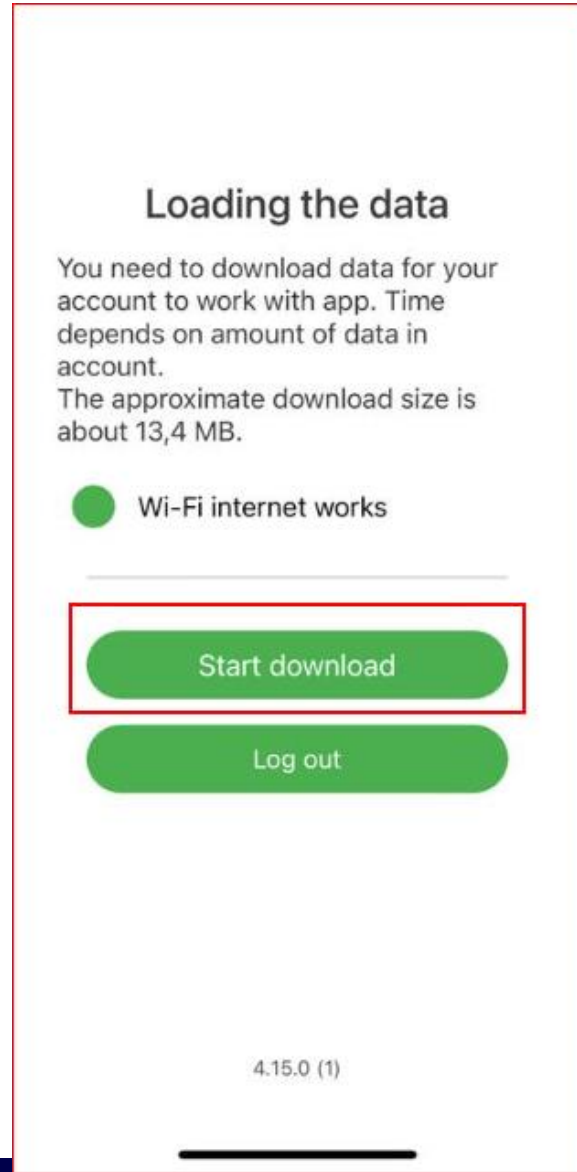 Loading the data
You need to download data for your
account to work with app. Time
depends on amount of data in
account.
The approximate download size is
about 13,4 MB.
Wi-Fi internet works
Start download
Log out
4.15.0 (1)